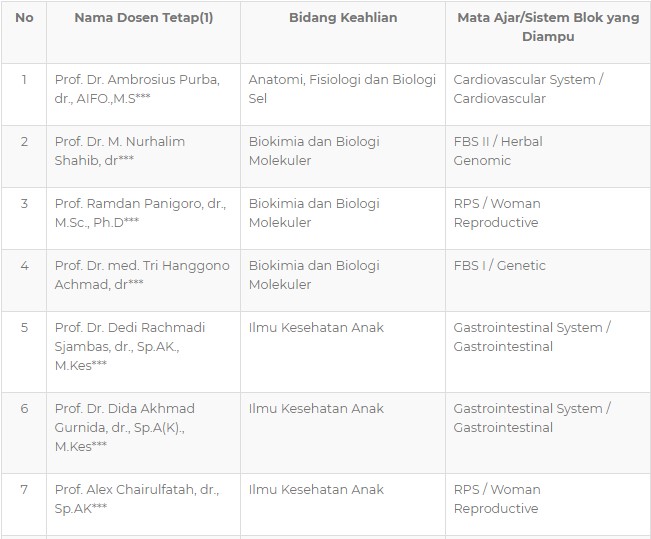 No
Nama Dosen Tetap(1)
Bidang Keahlian
Mata Ajar/Sistem Blok yang
Diampu
1
Prof. Dr. Ambrosius Purba,
dr., AIFO.,M.S***
Anatomi, Fisiologi dan Biologi
Sel
Cardiovascular System /
Cardiovascular
2
Prof. Dr. M. Nurhalim
Shahib, dr***
Biokimia dan Biologi
Molekuler
FBS II / Herbal
Genomic
3
Prof. Ramdan Panigoro, dr.,
M.Sc., Ph.D***
Biokimia dan Biologi
Molekuler
RPS / Woman
Reproductive
4
Prof. Dr. med. Tri Hanggono
Achmad, dr***
Biokimia dan Biologi
Molekuler
FBS I / Genetic
5
Prof. Dr. Dedi Rachmadi
Sjambas, dr., Sp.AK.,
M.Kes***
Ilmu Kesehatan Anak
Gastrointestinal System /
Gastrointestinal
6
Prof. Dr. Dida Akhmad
Gurnida, dr., Sp.A(K).,
M.Kes***
Ilmu Kesehatan Anak
Gastrointestinal System /
Gastrointestinal
7
Prof. Alex Chairulfatah, dr.,
Sp.AK***
Ilmu Kesehatan Anak
RPS / Woman
Reproductive